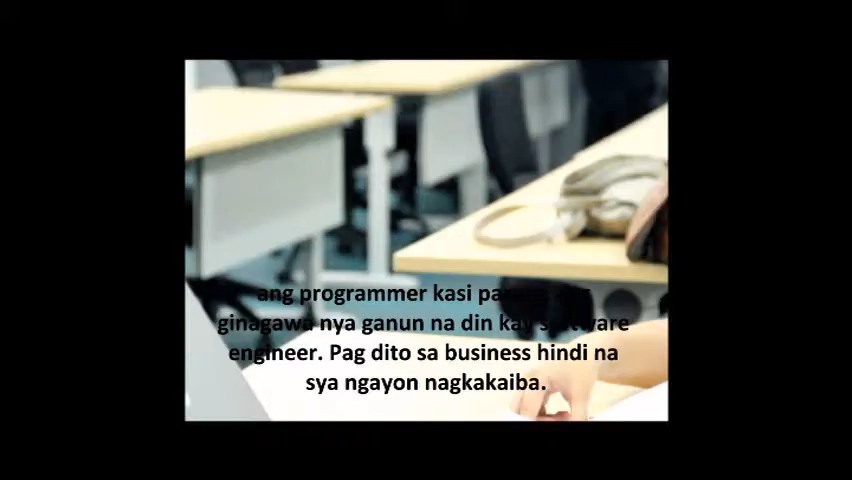 ang programmer kasi
ginagawa nya ganun na din kay software
engineer. Pag dito sa business hindi na
sya ngayon nagkakaiba.